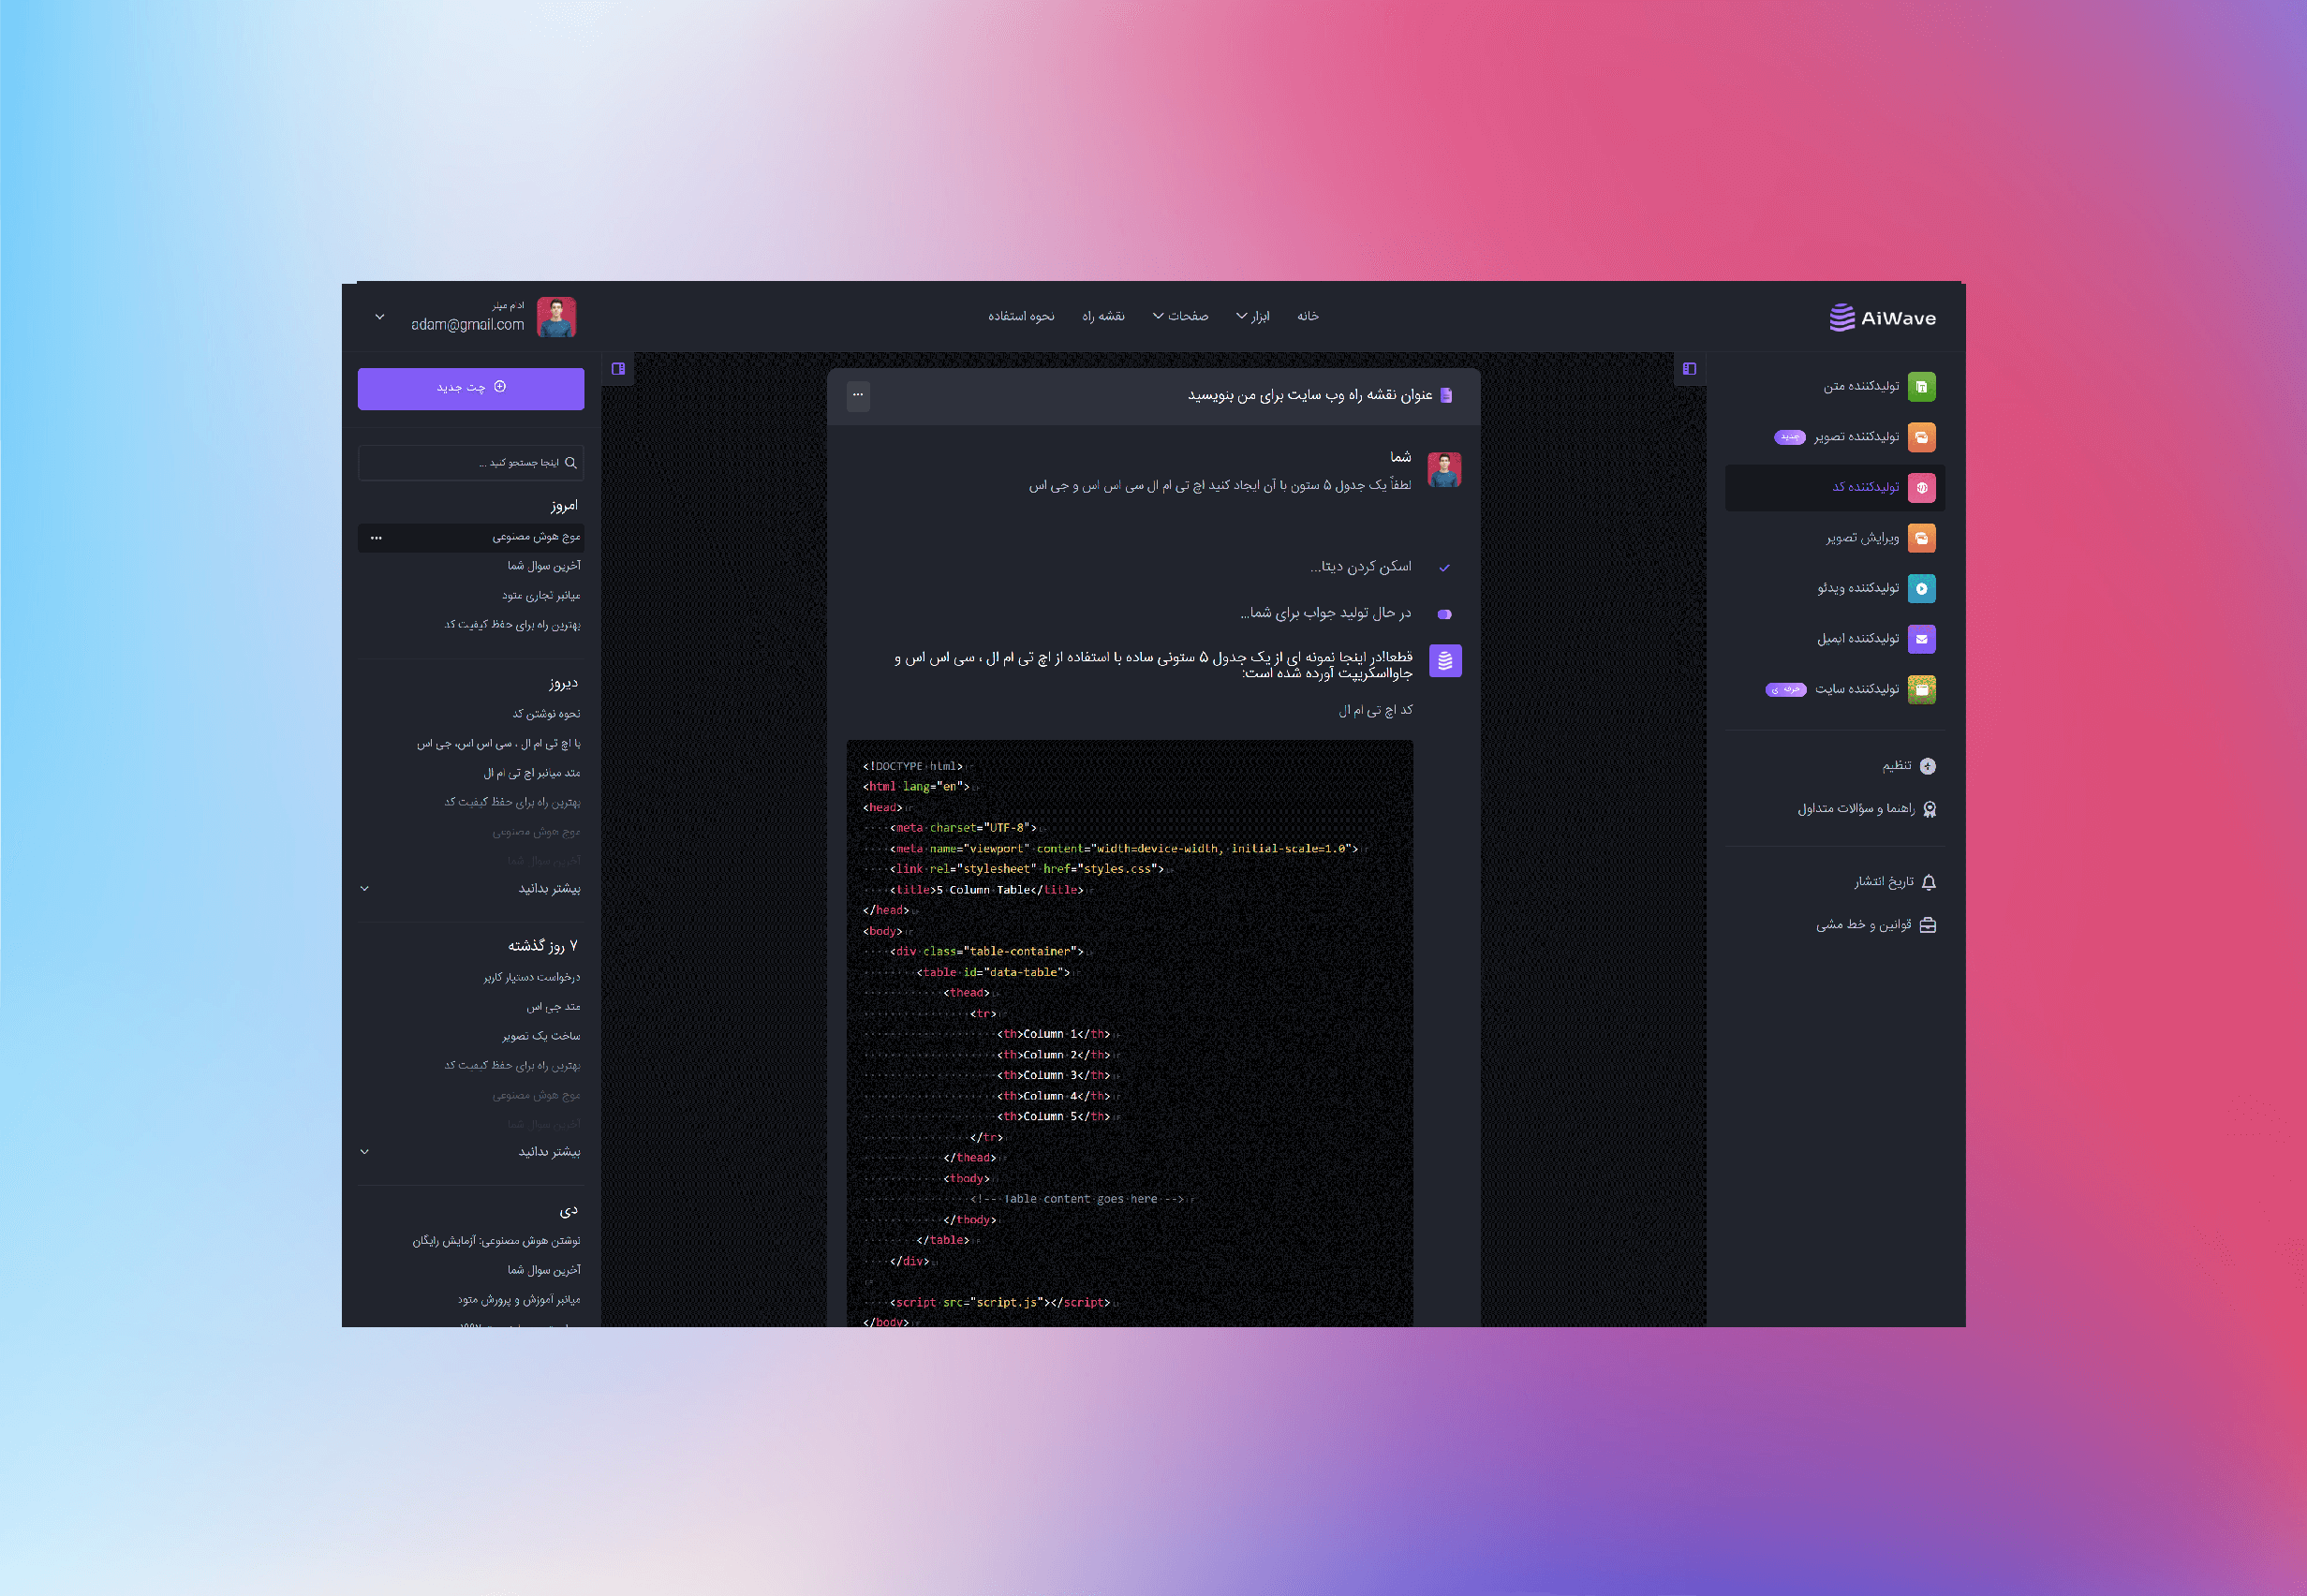 AiWave
خانه
ابزار
صفحات
نقشه راه
نحوه استفاده
ادام میلر
adam@gmail.com
تولیدکننده متن
تولیدکننده تصویر جدید
تولیدکننده کد
ویرایش تصویر
تولیدکننده ویدئو
تولیدکننده ایمیل
تولیدکننده سایت حرفه ی
تنظیم
راهنما و سؤالات متداول
تاریخ انتشار
قوانین و خط مشی
عنوان نقشه راه وب سایت برای من بنویسید
شما
لطفاً یک جدول ۵ ستون با آن ایجاد کنید اچ تی ام ال سی اس اس و جی اس
اسکن کردن دیتا...
در حال تولید جواب برای شما...
قطعا!در اینجا نمونه ای از یک جدول ۵ ستونی ساده با استفاده از اچ تی ام ال ، سی اس اس و
جاوااسکریپت آورده شده است:
کد اچ تی ام ال
<!DOCTYPE html>
<html lang="en">
<head>
<meta charset="UTF-8">
<meta name="viewport" content="width=device-width, initial-scale=1.0">
<link rel="stylesheet" href="styles.css">
<title>5 Column Table</title>
</head>
<body>
<div class="table-container">
<table id="data-table">
<thead>
<tr>
<th>Column 1</th>
<th>Column 2</th>
<th>Column 3</th>
<th>Column 4</th>
<th>Column 5</th>
</tr>
</thead>
<tbody>
<!-- Table content goes here -->
</tbody>
</table>
</div>
<script src="script.js"></script>
</body>
چت جدید
اینجا جستجو کنید ...
امروز
موج هوش مصنوعی
آخرین سوال شما
میانبر تجاری متود
بهترین راه برای حفظ کیفیت کد
دیروز
نحوه نوشتن کد
با اچ تی ام ال ، سی اس اس، جی اس
متد میانبر اچ تی ام ال
بهترین راه برای حفظ کیفیت کد
موج هوش مصنوعی
آخرین سوال شما
بیشتر بدانید
۷ روز گذشته
درخواست دستیار کاربر
متد جی اس
ساخت یک تصویر
بهترین راه برای حفظ کیفیت کد
موج هوش مصنوعی
آخرین سوال شما
بیشتر بدانید
دی
نوشتن هوش مصنوعی: آزمایش رایگان
آخرین سوال شما
میانبر آموزش و پرورش متود